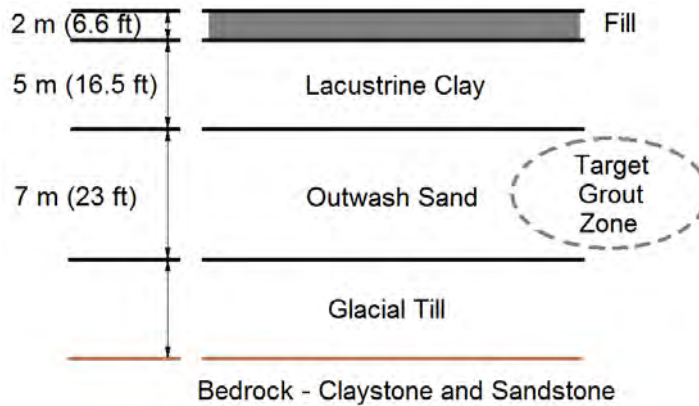 2 m (6.6 ft)
Fill
5 m (16.5 ft)
Lacustrine Clay
7 m (23 ft)
Outwash Sand
Target
Grout
Zone
Glacial Till
Bedrock - Claystone and Sandstone